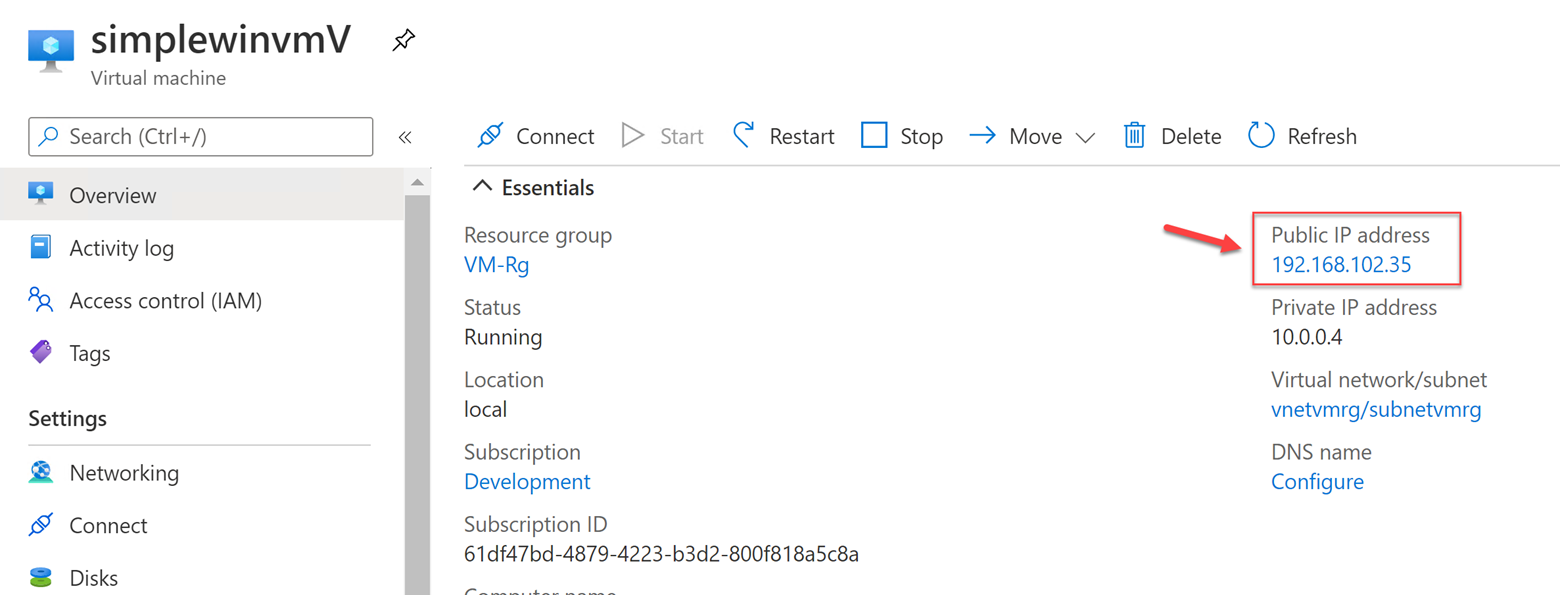 simplewinvmV
Virtual machine
Search (Ctrl+/)
«
Overview
Activity log
Access control (IAM)
Tags
Settings
Networking
Connect
Disks
Connect
Start
Restart
Stop
Move
Delete
Refresh
Essentials
Resource group
VM-Rg
Status
Running
Location
local
Subscription
Development
Subscription ID
61df47bd-4879-4223-b3d2-800f818a5c8a
Computer name
Public IP address
192.168.102.35
Private IP address
10.0.0.4
Virtual network/subnet
vnetvmrg/subnetvmrg
DNS name
Configure